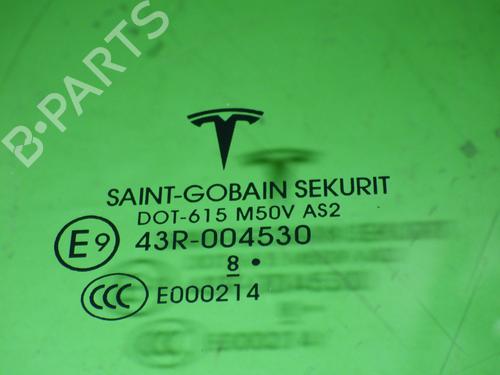 B-PARTS
SAINT-GOBAIN SEKURIT
DOT-615 M50V AS2
E9 43R-004530
8 •
CCC E000214